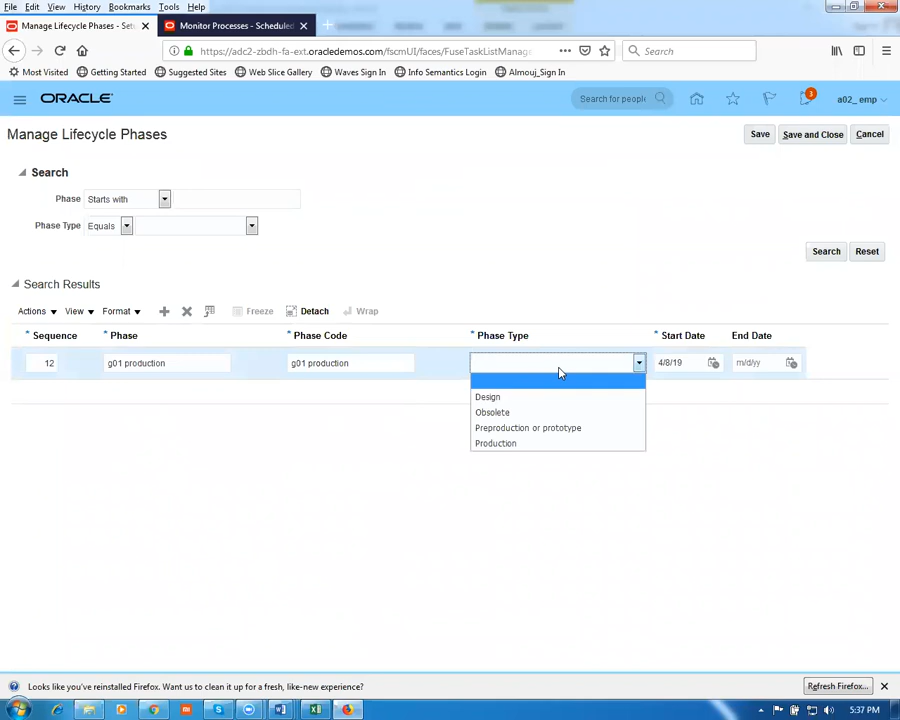 File Edit View History Bookmarks Tools Help
Manage Lifecycle Phases - Setu
Monitor Processes - Scheduled
https://adc2-zbdh-fa-ext.oracledemos.com/fscmUI/faces/FuseTaskListManag
Search
Most Visited Getting Started Suggested Sites Web Slice Gallery Waves Sign In Info Semantics Login Almouj_Sign In
ORACLE
Search for people
3
a02_ emp
Manage Lifecycle Phases
Save Save and Close Cancel
Search
Phase Starts with
Phase Type Equals
Search Reset
Search Results
Actions View Format Freeze Detach Wrap
* Sequence * Phase * Phase Code * Phase Type * Start Date End Date
12 g01 production g01 production 4/8/19 m/d/yy
Design
Obsolete
Preproduction or prototype
Production
Looks like you've reinstalled Firefox. Want us to clean it up for a fresh, like-new experience?
Refresh Firefox...
5:37 PM